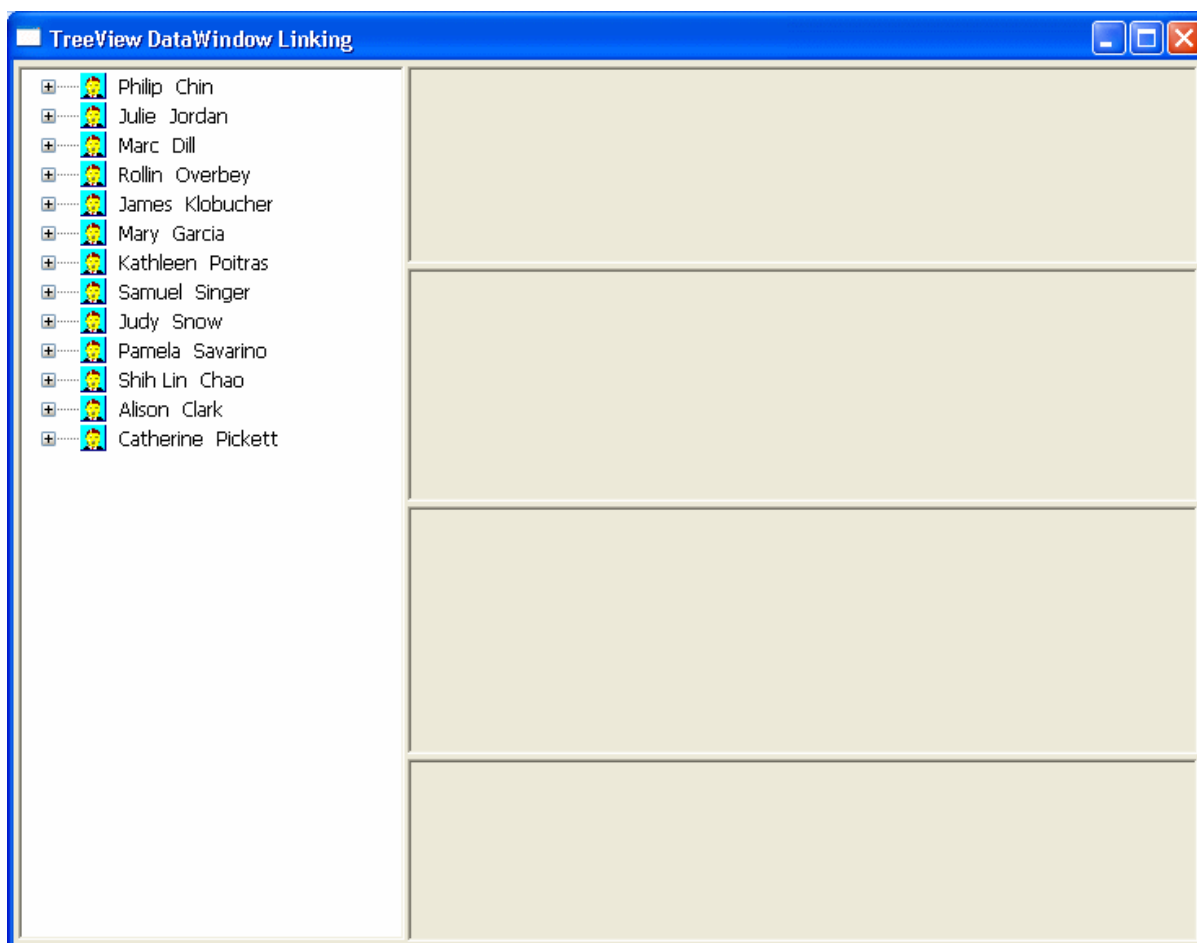 TreeView DataWindow Linking
Philip Chin
Julie Jordan
Marc Dill
Rollin Overbey
James Klobucher
Mary Garcia
Kathleen Poitras
Samuel Singer
Judy Snow
Pamela Savarino
Shih Lin Chao
Alison Clark
Catherine Pickett